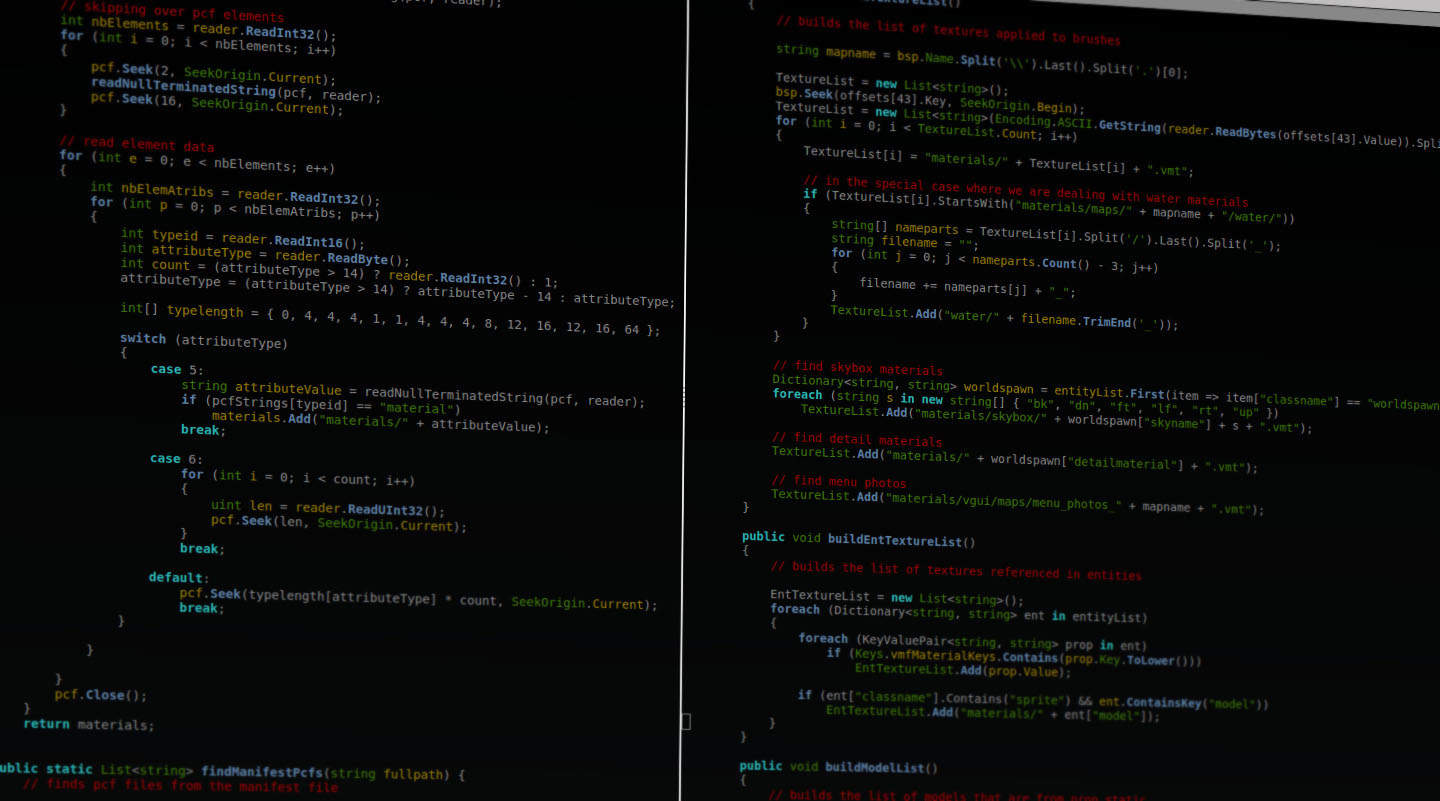 reader);
// skipping over pcf elements
int nbElements = reader.ReadInt32();
for (int i = 0; i < nbElements; i++)
{
pcf.Seek(2, SeekOrigin.Current);
readNullTerminatedString(pcf, reader);
pcf.Seek(16, SeekOrigin.Current);
}
// read element data
for (int e = 0; e < nbElements; e++)
{
int nbElemAtribs = reader.ReadInt32();
for (int p = 0; p < nbElemAtribs; p++)
{
int typeid = reader.ReadInt16();
int attributeType = reader.ReadByte();
int count = (attributeType > 14) ? reader.ReadInt32() : 1;
attributeType = (attributeType > 14) ? attributeType - 14 : attributeType;
int[] typelength = { 0, 4, 4, 4, 1, 1, 4, 4, 4, 8, 12, 16, 12, 16, 64 };
switch (attributeType)
{
case 5:
string attributeValue = readNullTerminatedString(pcf, reader);
if (pcfStrings[typeid] == "material")
materials.Add("materials/" + attributeValue);
break;
case 6:
for (int i = 0; i < count; i++)
{
uint len = reader.ReadUInt32();
pcf.Seek(len, SeekOrigin.Current);
}
break;
default:
pcf.Seek(typelength[attributeType] * count, SeekOrigin.Current);
break;
}
}
}
pcf.Close();
}
return materials;
ublic static List<string> findManifestPcfs(string fullpath) {
// finds pcf files from the manifest file
{
// builds the list of textures applied to brushes
string mapname = bsp.Name.Split('\\').Last().Split('.')[0];
TextureList = new List<string>();
bsp.Seek(offsets[43].Key, SeekOrigin.Begin);
TextureList = new List<string>(Encoding.ASCII.GetString(reader.ReadBytes(offsets[43].Value)).Spli
for (int i = 0; i < TextureList.Count; i++)
{
TextureList[i] = "materials/" + TextureList[i] + ".vmt";
// in the special case where we are dealing with water materials
if (TextureList[i].StartsWith("materials/maps/" + mapname + "/water/"))
{
string[] nameparts = TextureList[i].Split('/').Last().Split('_');
string filename = "";
for (int j = 0; j < nameparts.Count() - 3; j++)
{
filename += nameparts[j] + "_";
}
TextureList.Add("water/" + filename.TrimEnd('_'));
}
}
// find skybox materials
Dictionary<string, string> worldspawn = entityList.First(item => item["classname"] == "worldspawn
foreach (string s in new string[] { "bk", "dn", "ft", "lf", "rt", "up" })
TextureList.Add("materials/skybox/" + worldspawn["skyname"] + s + ".vmt");
// find detail materials
TextureList.Add("materials/" + worldspawn["detailmaterial"] + ".vmt");
// find menu photos
TextureList.Add("materials/vgui/maps/menu_photos_" + mapname + ".vmt");
}
public void buildEntTextureList()
{
// builds the list of textures referenced in entities
EntTextureList = new List<string>();
foreach (Dictionary<string, string> ent in entityList)
{
foreach (KeyValuePair<string, string> prop in ent)
if (Keys.vmfMaterialKeys.Contains(prop.Key.ToLower()))
EntTextureList.Add(prop.Value);
if (ent["classname"].Contains("sprite") && ent.ContainsKey("model"))
EntTextureList.Add("materials/" + ent["model"]);
}
}
public void buildModelList()
{
// builds the list of models that are from prop_static